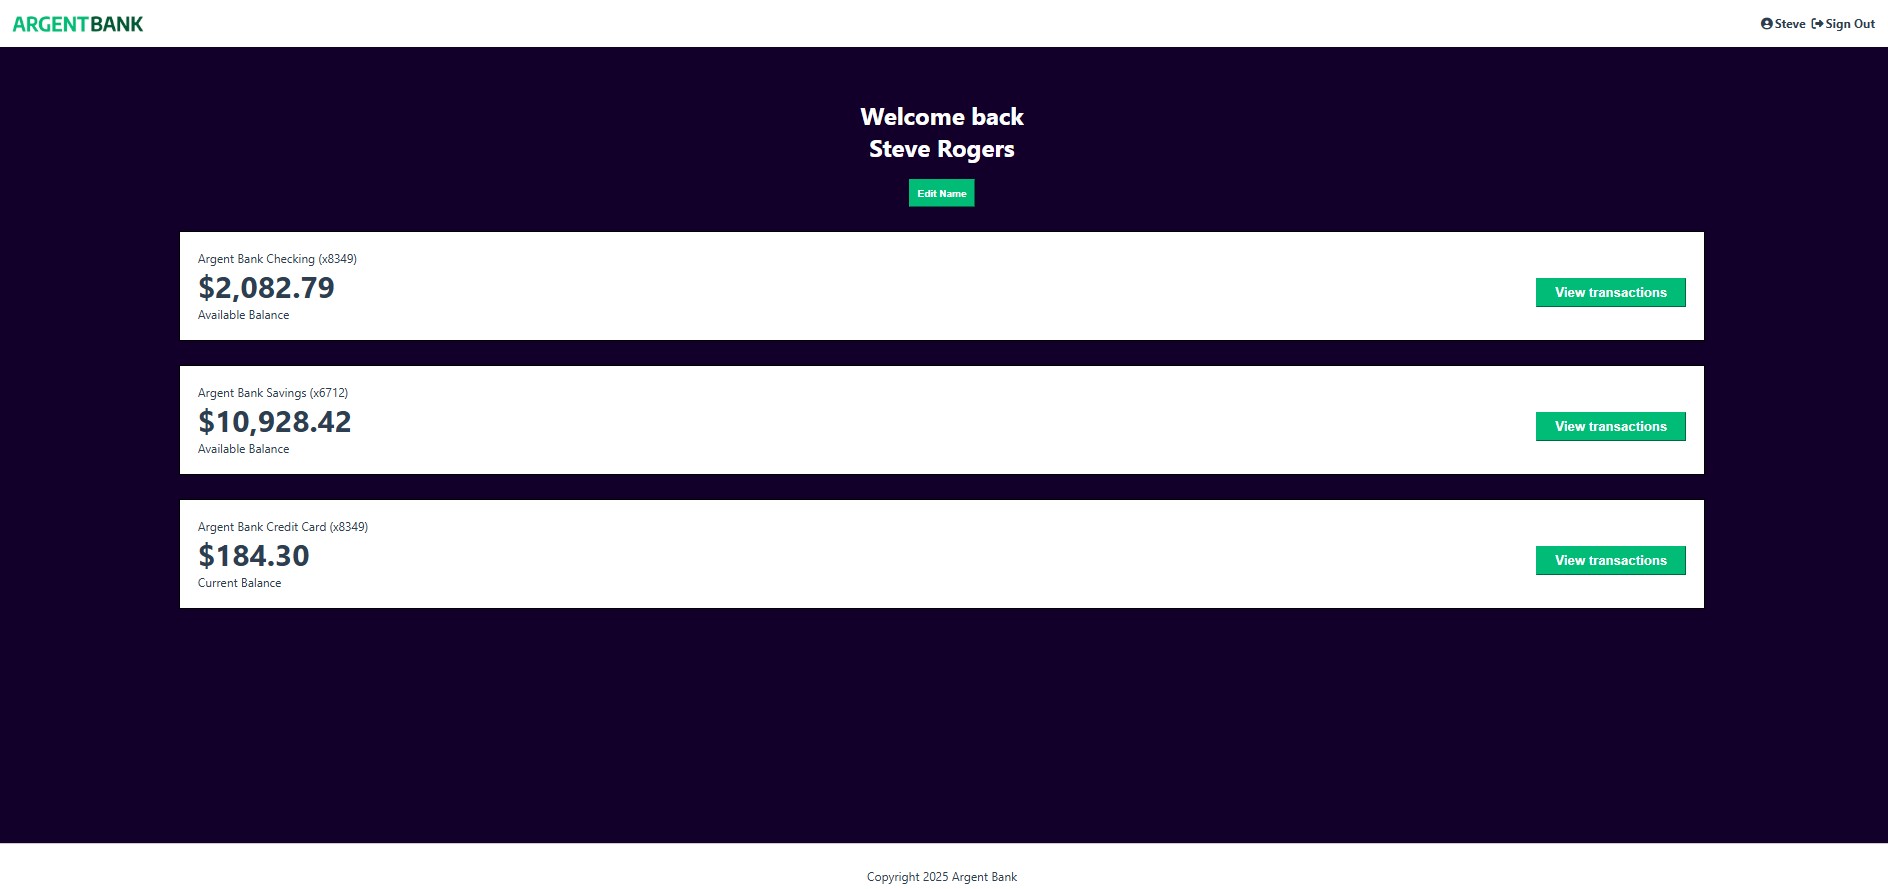 ARGENTBANK
Steve Sign Out
Welcome back
Steve Rogers
Edit Name
Argent Bank Checking (x8349)
$2,082.79
Available Balance
View transactions
Argent Bank Savings (x6712)
$10,928.42
Available Balance
View transactions
Argent Bank Credit Card (x8349)
$184.30
Current Balance
View transactions
Copyright 2025 Argent Bank